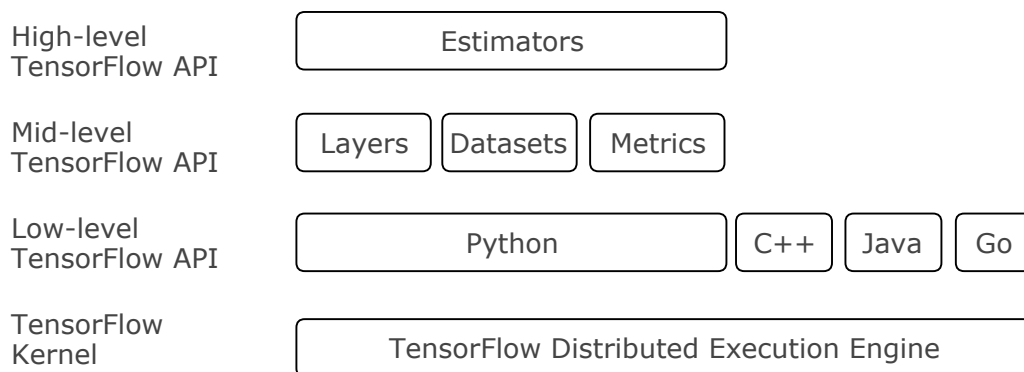 High-level
TensorFlow API
Estimators
Mid-level
TensorFlow API
Layers
Datasets
Metrics
Low-level
TensorFlow API
Python
C++
Java
Go
TensorFlow
Kernel
TensorFlow Distributed Execution Engine